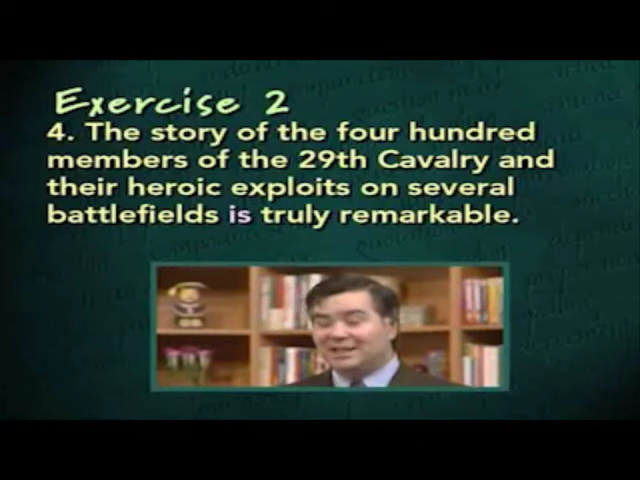 Exercise 2
4. The story of the four hundred
members of the 29th Cavalry and
their heroic exploits on several
battlefields is truly remarkable.